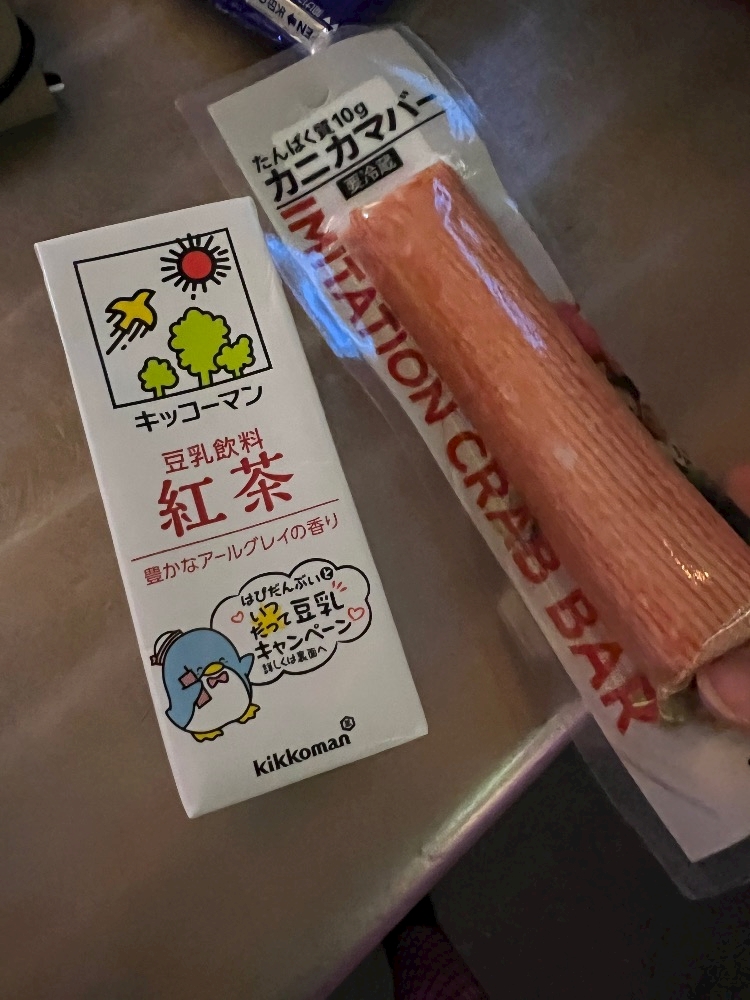 たんぱく質10g
カニカマバー
要冷蔵
IMITATION CRAB BAR
キッコーマン
豆乳飲料
紅茶
豊かなアールグレイの香り
はぴだんぶいと
いつ
だって豆乳
キャンペーン
詳しくは裏面へ
kikkoman